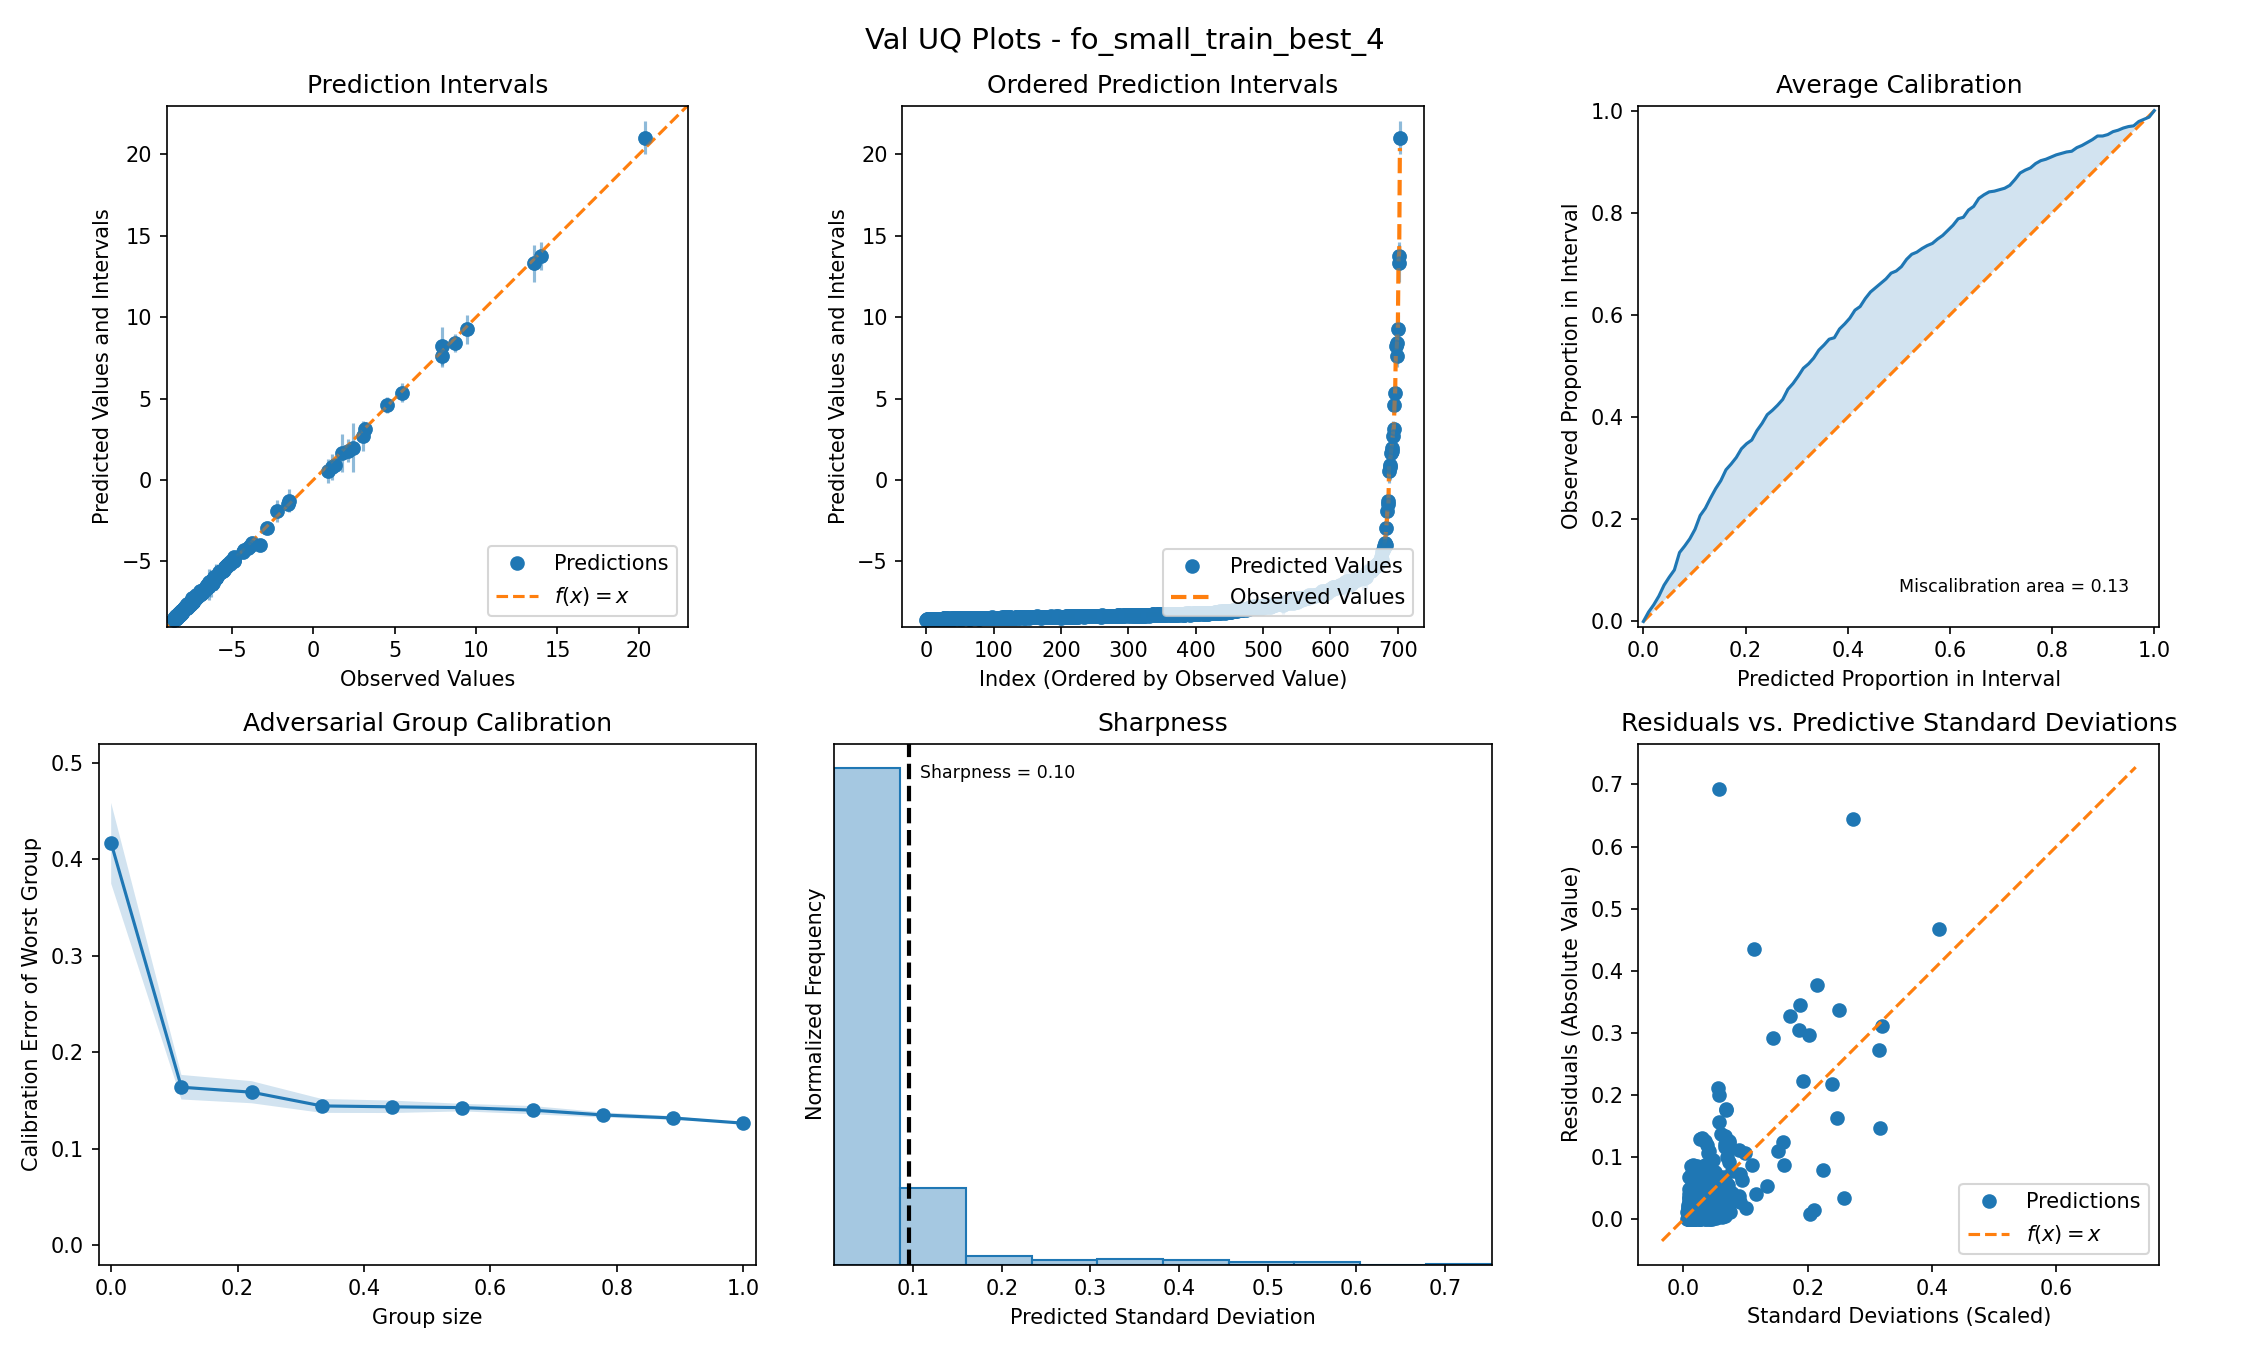 Val UQ Plots - fo_small_train_best_4
Prediction Intervals
Predicted Values and Intervals
20
15
10
5
0
−5
−5 0 5 10 15 20
Observed Values
Predictions
f(x) = x
Ordered Prediction Intervals
Predicted Values and Intervals
20
15
10
5
0
−5
0 100 200 300 400 500 600 700
Index (Ordered by Observed Value)
Predicted Values
Observed Values
Average Calibration
Observed Proportion in Interval
1.0
0.8
0.6
0.4
0.2
0.0
0.0 0.2 0.4 0.6 0.8 1.0
Predicted Proportion in Interval
Miscalibration area = 0.13
Adversarial Group Calibration
Calibration Error of Worst Group
0.5
0.4
0.3
0.2
0.1
0.0
0.0 0.2 0.4 0.6 0.8 1.0
Group size
Sharpness
Normalized Frequency
Sharpness = 0.10
0.1 0.2 0.3 0.4 0.5 0.6 0.7
Predicted Standard Deviation
Residuals vs. Predictive Standard Deviations
Residuals (Absolute Value)
0.7
0.6
0.5
0.4
0.3
0.2
0.1
0.0
0.0 0.2 0.4 0.6
Standard Deviations (Scaled)
Predictions
f(x) = x